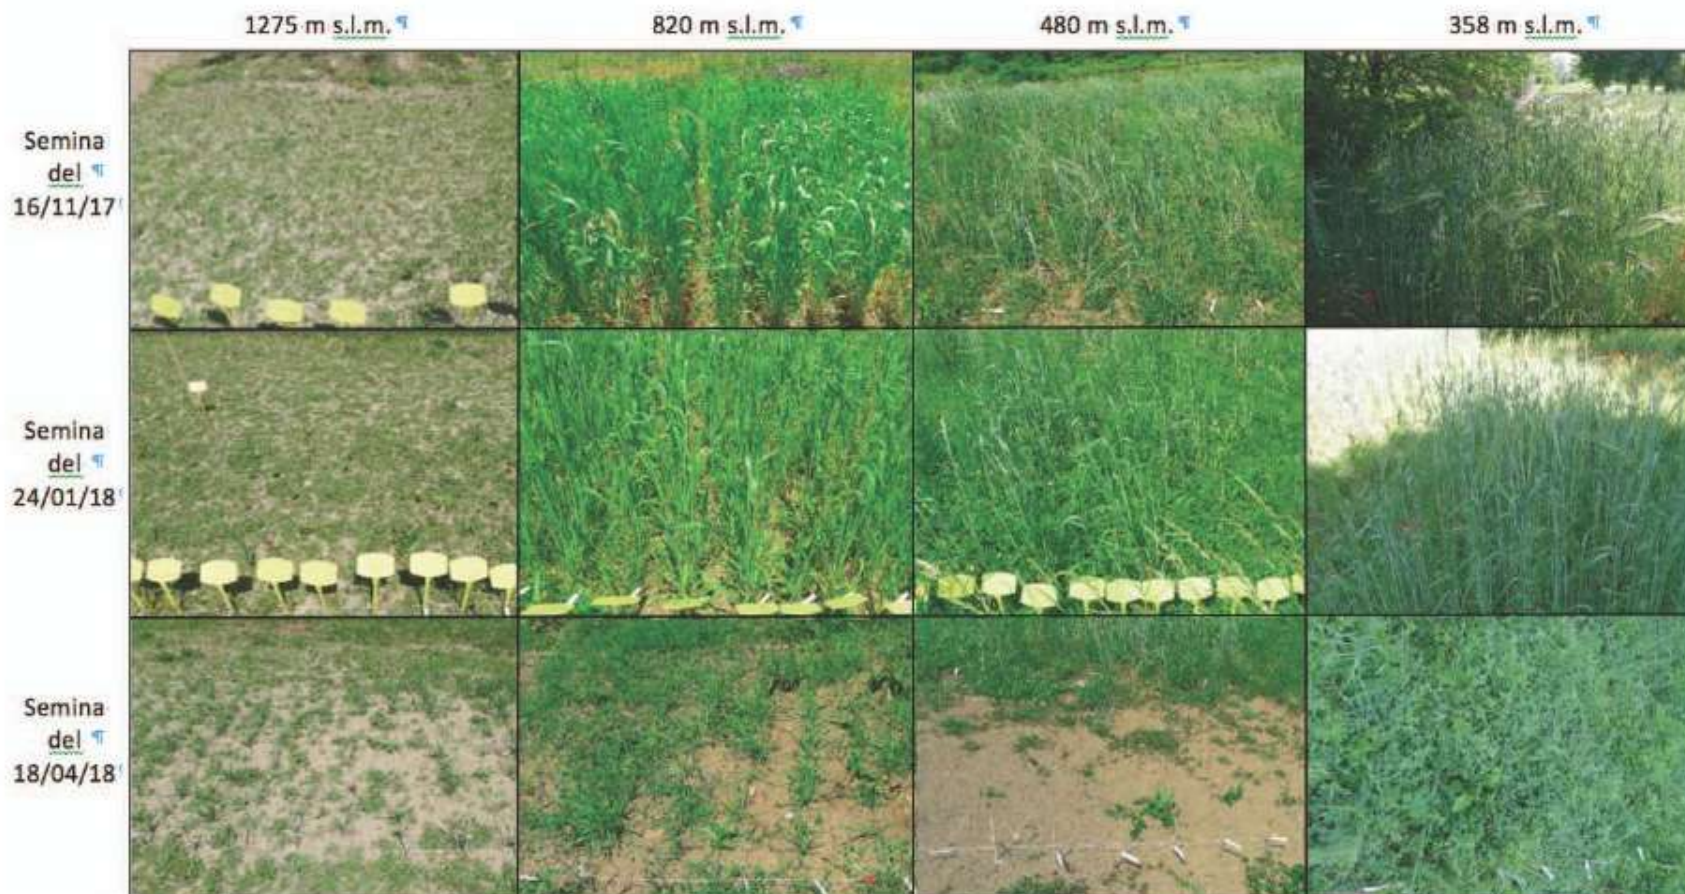 1275 m s.l.m. ¶
820 m s.l.m. ¶
480 m s.l.m. ¶
358 m s.l.m. ¶
Semina
del ¶
16/11/17
Semina
del ¶
24/01/18
Semina
del ¶
18/04/18